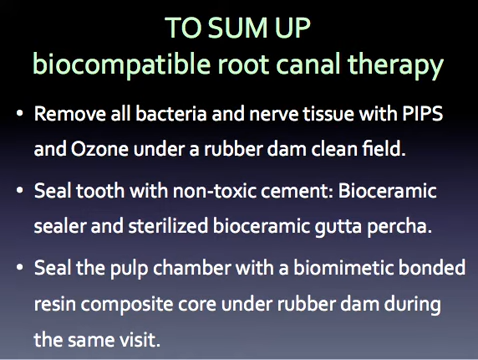 TO SUM UP
biocompatible root canal therapy
• Remove all bacteria and nerve tissue with PIPS
and Ozone under a rubber dam clean field.
• Seal tooth with non-toxic cement: Bioceramic
sealer and sterilized bioceramic gutta percha.
• Seal the pulp chamber with a biomimetic bonded
resin composite core under rubber dam during
the same visit.